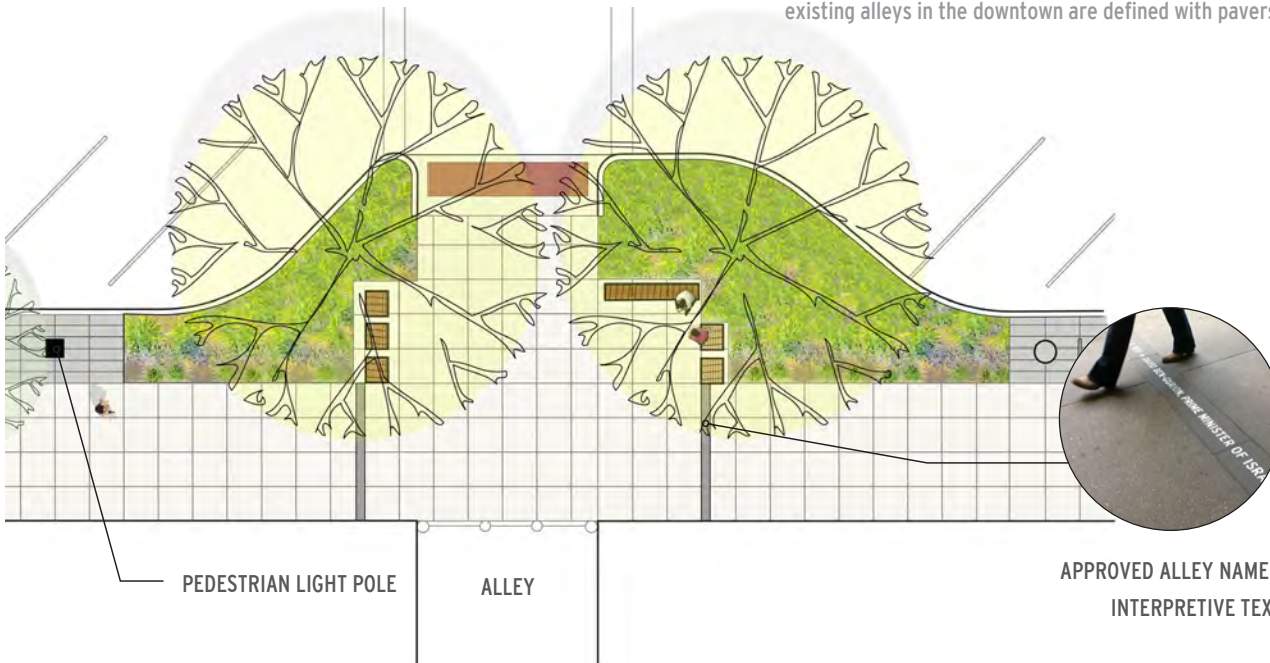 existing alleys in the downtown are defined with pavers
PRIME MINISTER OF ISRA
PEDESTRIAN LIGHT POLE
ALLEY
APPROVED ALLEY NAME
INTERPRETIVE TEX